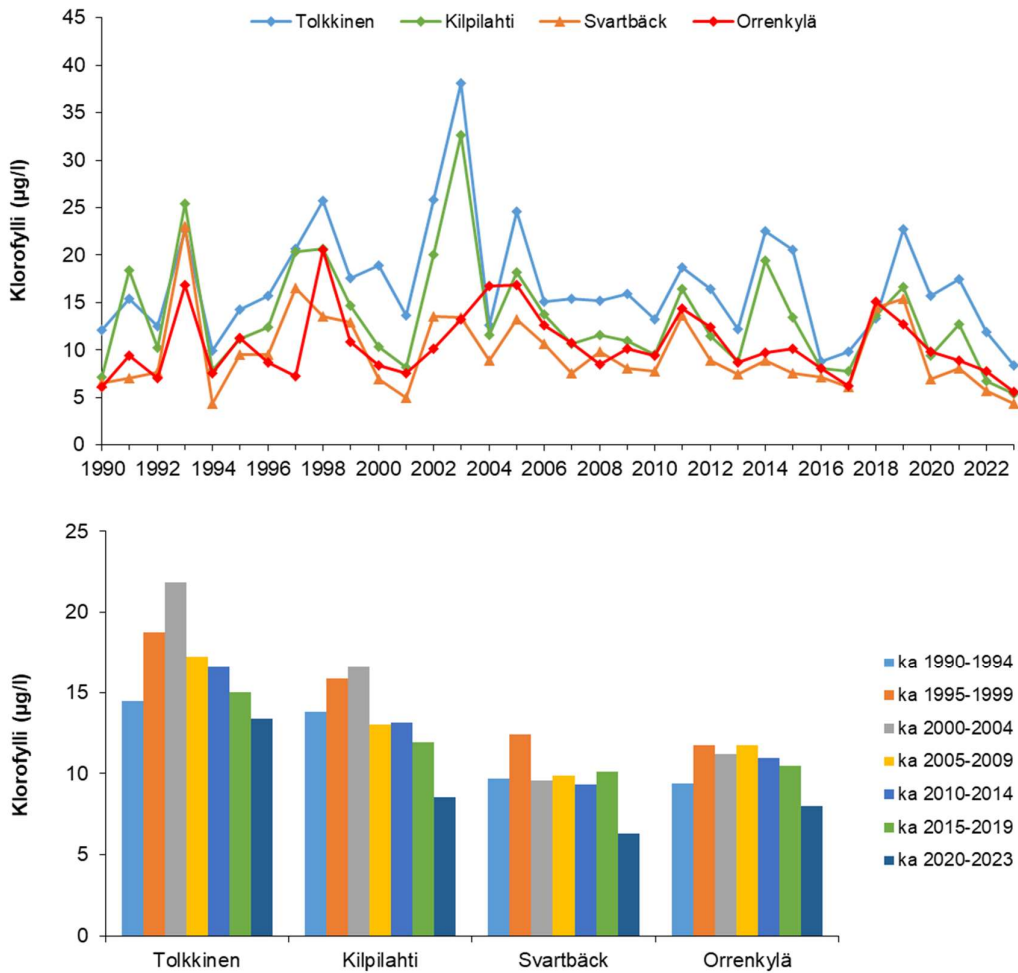 Tolkkinen Kilpilahti Svartbäck Orrenkylä
Klorofylli (µg/l)
45
40
35
30
25
20
15
10
5
0
1990 1992 1994 1996 1998 2000 2002 2004 2006 2008 2010 2012 2014 2016 2018 2020 2022
Klorofylli (µg/l)
25
20
15
10
5
0
Tolkkinen Kilpilahti Svartbäck Orrenkylä
ka 1990-1994
ka 1995-1999
ka 2000-2004
ka 2005-2009
ka 2010-2014
ka 2015-2019
ka 2020-2023